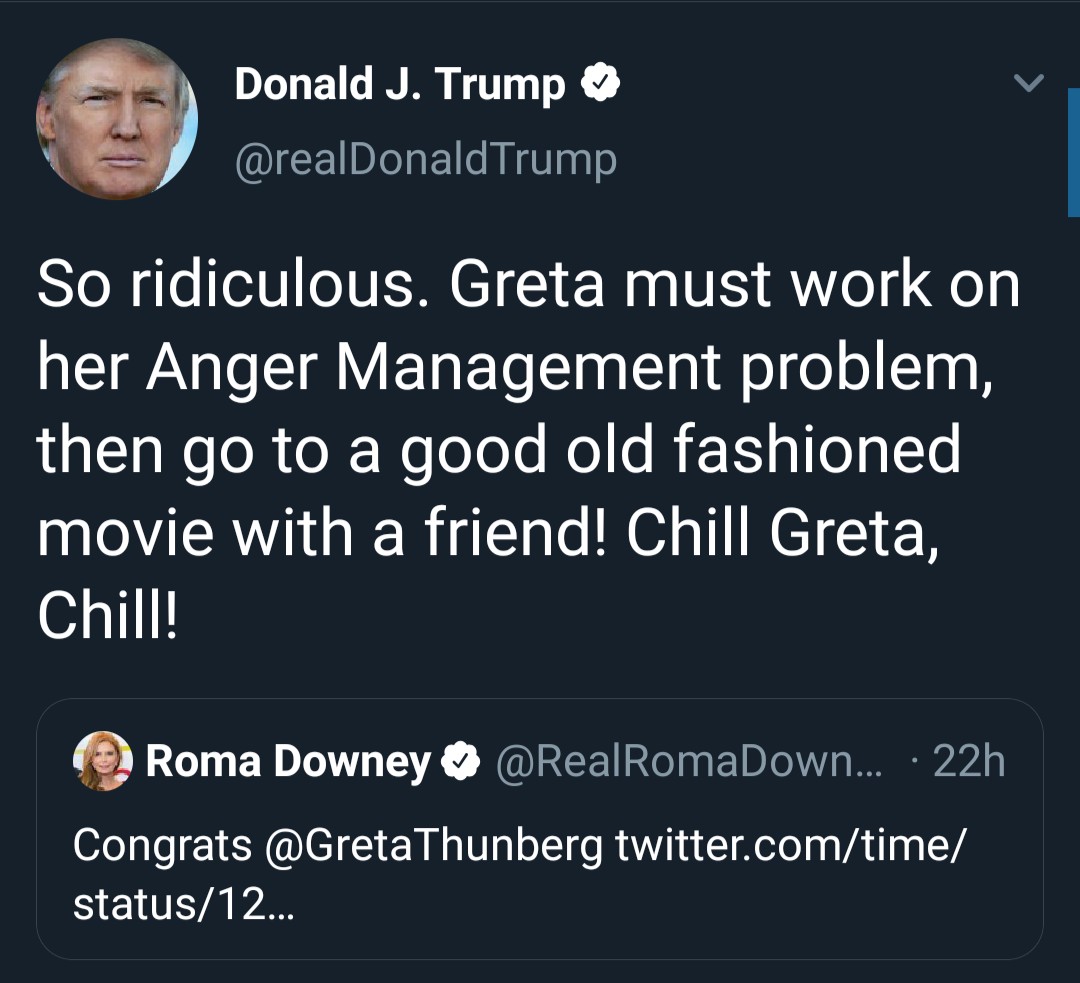 Donald J. Trump
@realDonaldTrump
So ridiculous. Greta must work on
her Anger Management problem,
then go to a good old fashioned
movie with a friend! Chill Greta,
Chill!
Roma Downey @RealRomaDown... · 22h
Congrats @GretaThunberg twitter.com/time/
status/12...